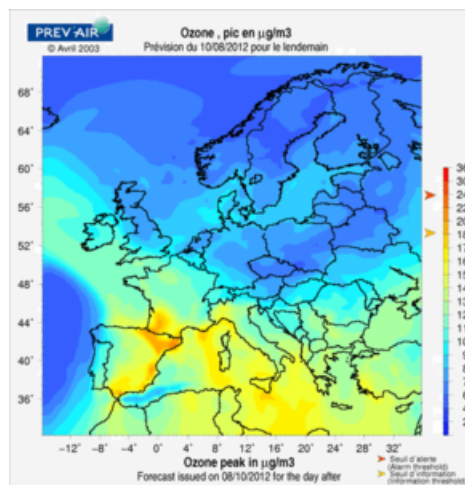 PREV'AIR
© Avril 2003
Ozone , pic en µg/m3
Prévision du 10/08/2012 pour le lendemain
68°
64°
60°
56°
52°
48°
44°
40°
36°
-12° -8° -4° 0° 4° 8° 12° 16° 20° 24° 28° 32°
Ozone peak in µg/m3
Forecast issued on 08/10/2012 for the day after
Seuil d'alerte
(Alarm threshold)
Seuil d'information
(Information threshold)